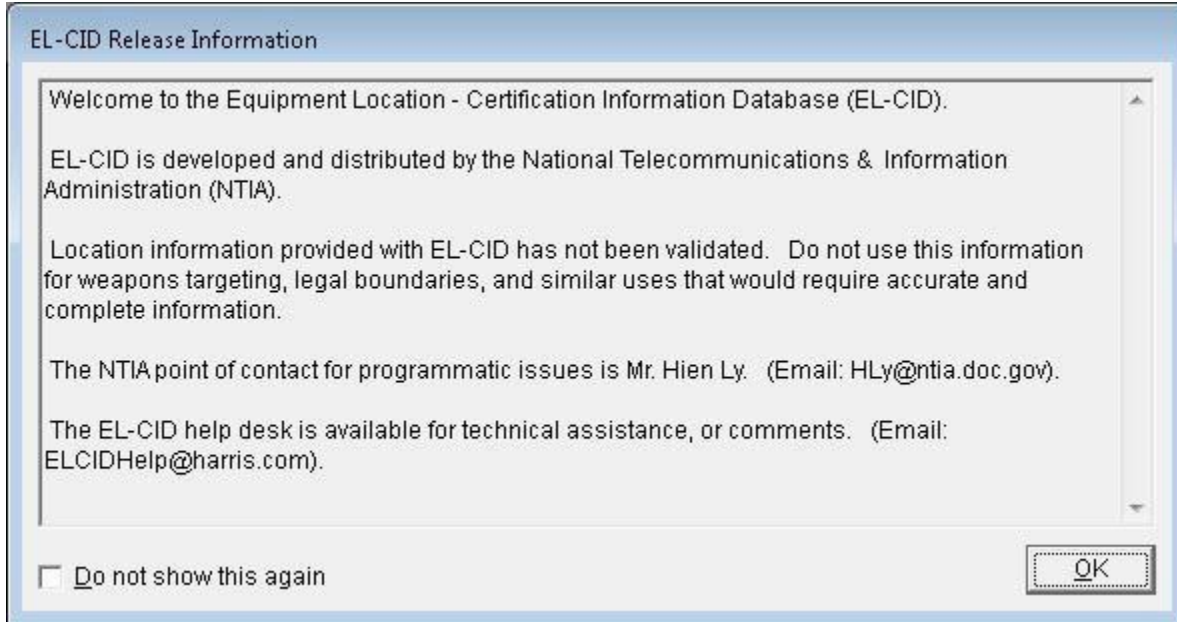 EL-CID Release Information
Welcome to the Equipment Location - Certification Information Database (EL-CID).
EL-CID is developed and distributed by the National Telecommunications & Information
Administration (NTIA).
Location information provided with EL-CID has not been validated. Do not use this information
for weapons targeting, legal boundaries, and similar uses that would require accurate and
complete information.
The NTIA point of contact for programmatic issues is Mr. Hien Ly. (Email: HLy@ntia.doc.gov).
The EL-CID help desk is available for technical assistance, or comments. (Email:
ELCIDHelp@harris.com).
Do not show this again
OK